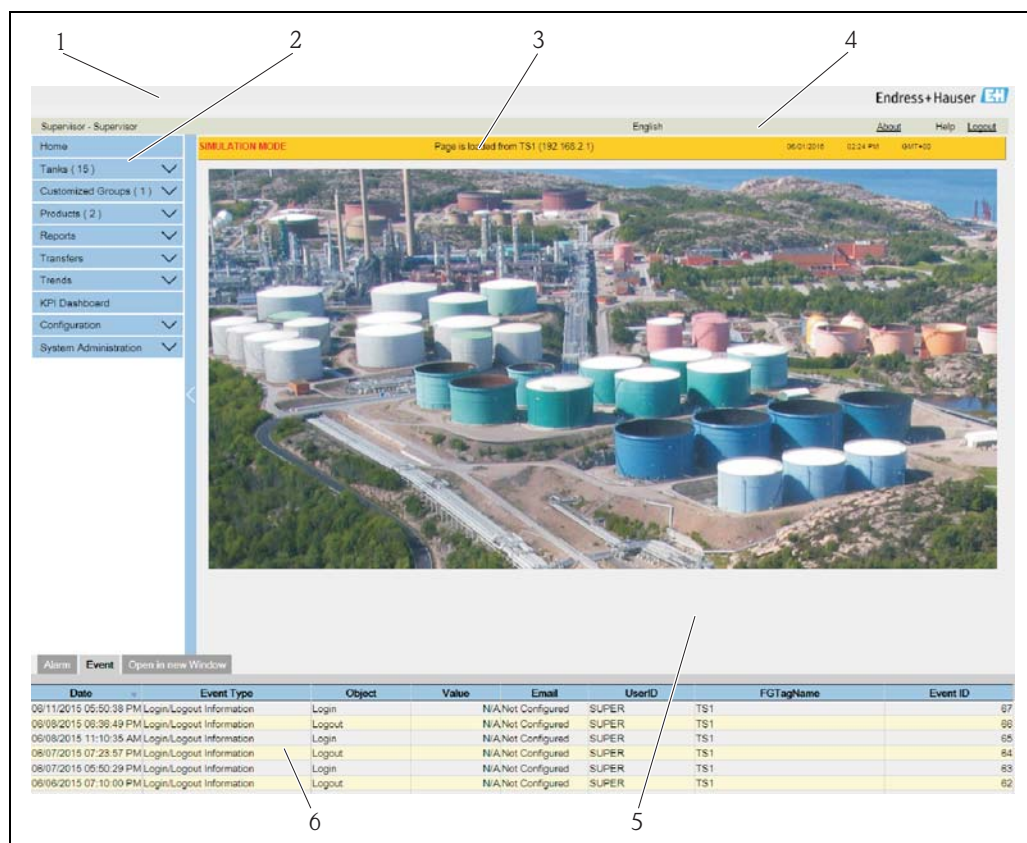 1 2 3 4
Endress+Hauser EH
Supervisor - Supervisor English About Help Logout
Home
SIMULATION MODE Page is loaded from TS1 (192.168.2.1) 06/01/2016 02:24 PM GMT+00
Tanks ( 15 )
Customized Groups ( 1 )
Products ( 2 )
Reports
Transfers
Trends
KPI Dashboard
Configuration
System Administration
Alarm Event Open in new Window
Date Event Type Object Value Email UserID FGTagName Event ID
06/11/2015 05:50:38 PM Login/Logout Information Login N/A Not Configured SUPER TS1 67
06/08/2015 06:36:49 PM Login/Logout Information Logout N/A Not Configured SUPER TS1 66
06/08/2015 11:10:35 AM Login/Logout Information Login N/A Not Configured SUPER TS1 65
06/07/2015 07:23:57 PM Login/Logout Information Logout N/A Not Configured SUPER TS1 64
06/07/2015 05:50:29 PM Login/Logout Information Login N/A Not Configured SUPER TS1 63
06/06/2015 07:10:00 PM Login/Logout Information Logout N/A Not Configured SUPER TS1 62
6 5